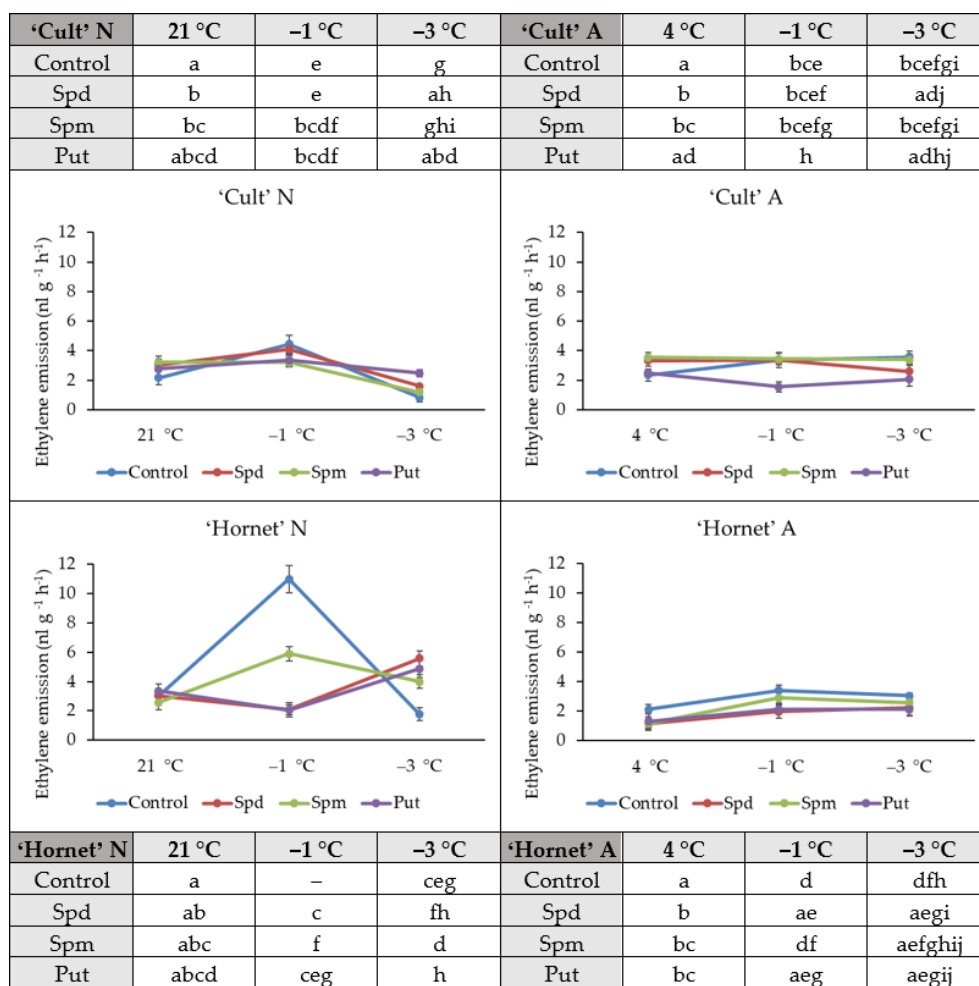 ‘Cult’ N 21 °C –1 °C –3 °C ‘Cult’ A 4 °C –1 °C –3 °C
Control a e g Control a bce bcefgi
Spd b e ah Spd b bcef adj
Spm bc bcdf ghi Spm bc bcefg bcefgi
Put abcd bcdf abd Put ad h adhj
‘Cult’ N
Ethylene emission (nl g -1 h-1)
12
10
8
6
4
2
0
21 °C –1 °C –3 °C
Control Spd Spm Put
‘Cult’ A
Ethylene emission (nl g -1 h-1)
12
10
8
6
4
2
0
4 °C –1 °C –3 °C
Control Spd Spm Put
‘Hornet’ N
Ethylene emission (nl g -1 h-1)
12
10
8
6
4
2
0
21 °C –1 °C –3 °C
Control Spd Spm Put
‘Hornet’ A
Ethylene emission (nl g -1 h-1)
12
10
8
6
4
2
0
4 °C –1 °C –3 °C
Control Spd Spm Put
‘Hornet’ N 21 °C –1 °C –3 °C ‘Hornet’ A 4 °C –1 °C –3 °C
Control a – ceg Control a d dfh
Spd ab c fh Spd b ae aegi
Spm abc f d Spm bc df aefghij
Put abcd ceg h Put bc aeg aegij